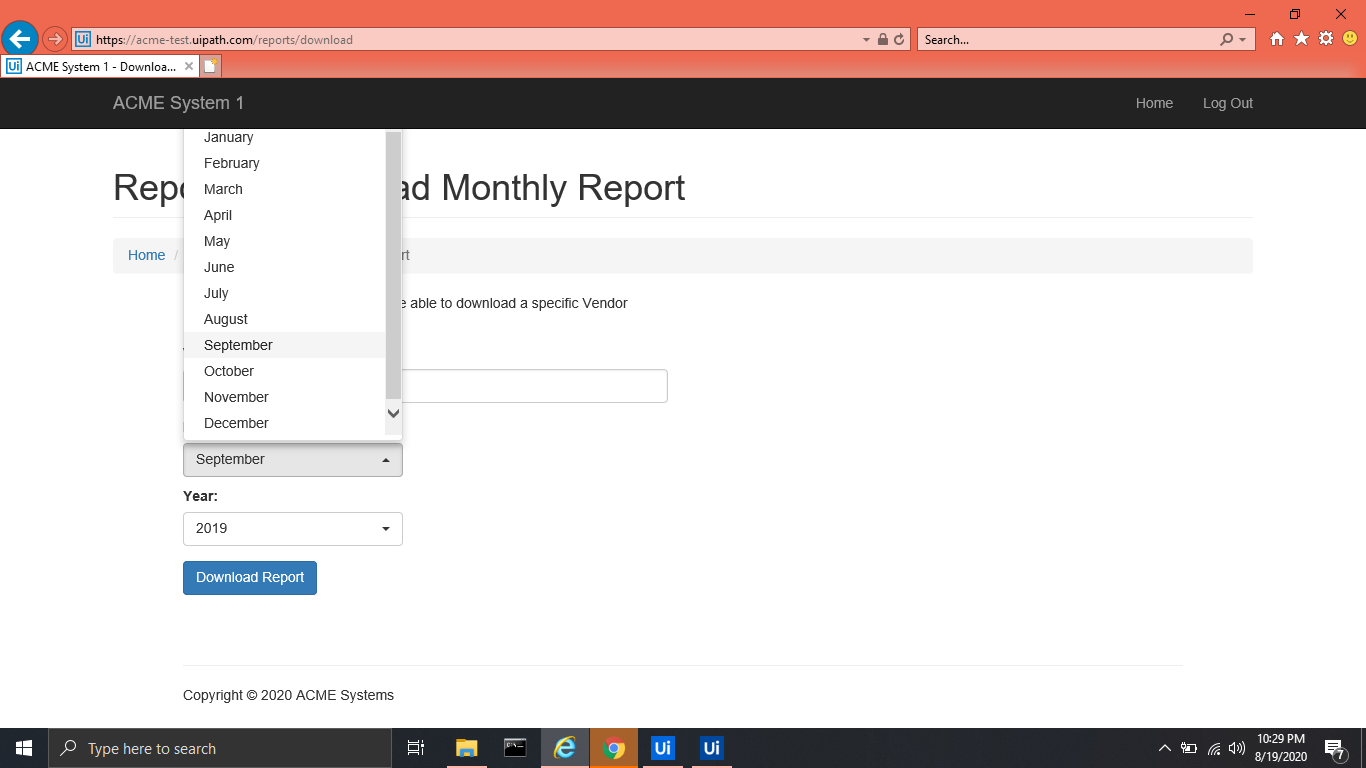 https://acme-test.uipath.com/reports/download
Search...
ACME System 1 - Downloa...
ACME System 1
Home
Log Out
January
February
March
April
May
June
July
August
September
October
November
December
Repo ad Monthly Report
Home / rt
e able to download a specific Vendor
September
Year:
2019
Download Report
Copyright © 2020 ACME Systems
Type here to search
Ui
Ui
10:29 PM
8/19/2020
7